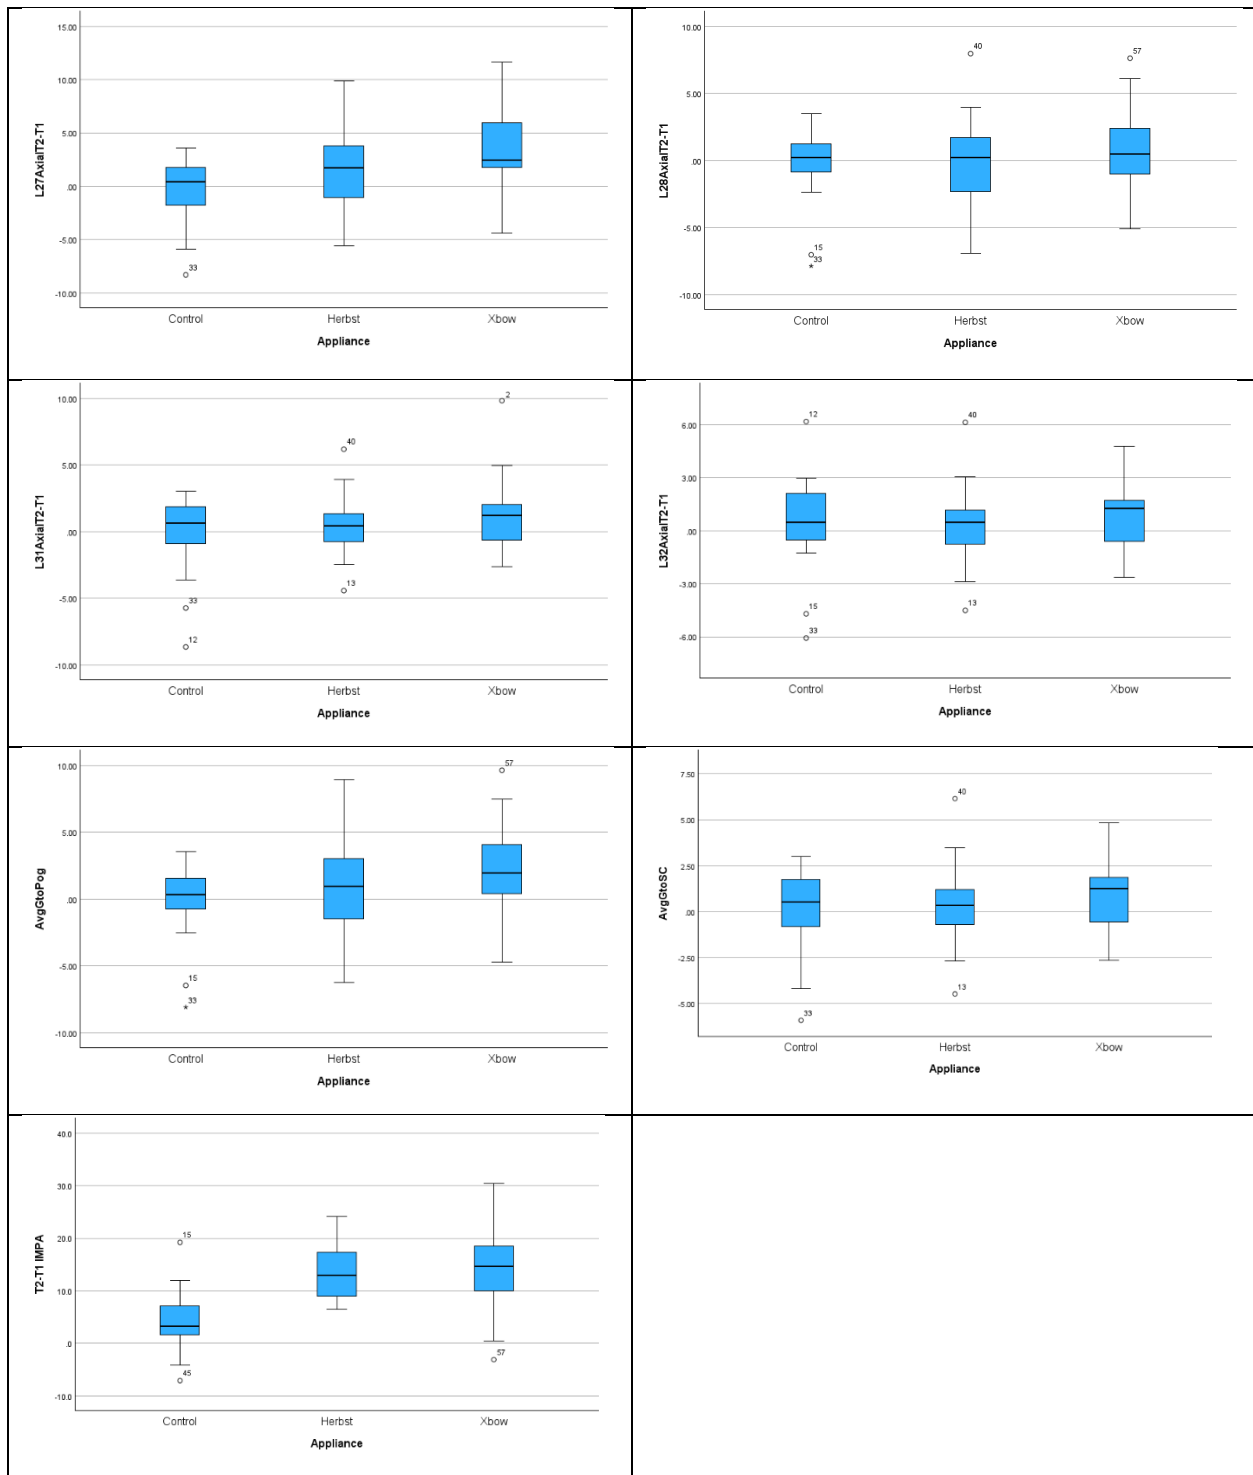 15.00
10.00
5.00
.00
-5.00
-10.00
L27AxialT2-T1
33
Control Herbst Xbow
Appliance
10.00
5.00
.00
-5.00
-10.00
L28AxialT2-T1
40
57
15
33
Control Herbst Xbow
Appliance
10.00
5.00
.00
-5.00
-10.00
L31AxialT2-T1
2
40
13
33
12
Control Herbst Xbow
Appliance
6.00
3.00
.00
-3.00
-6.00
L32AxialT2-T1
12
40
13
15
33
Control Herbst Xbow
Appliance
10.00
5.00
.00
-5.00
-10.00
AvgGtoPog
57
15
33
Control Herbst Xbow
Appliance
7.50
5.00
2.50
.00
-2.50
-5.00
AvgGtoSC
40
13
33
Control Herbst Xbow
Appliance
40.0
30.0
20.0
10.0
.0
-10.0
T2-T1 IMPA
15
57
45
Control Herbst Xbow
Appliance